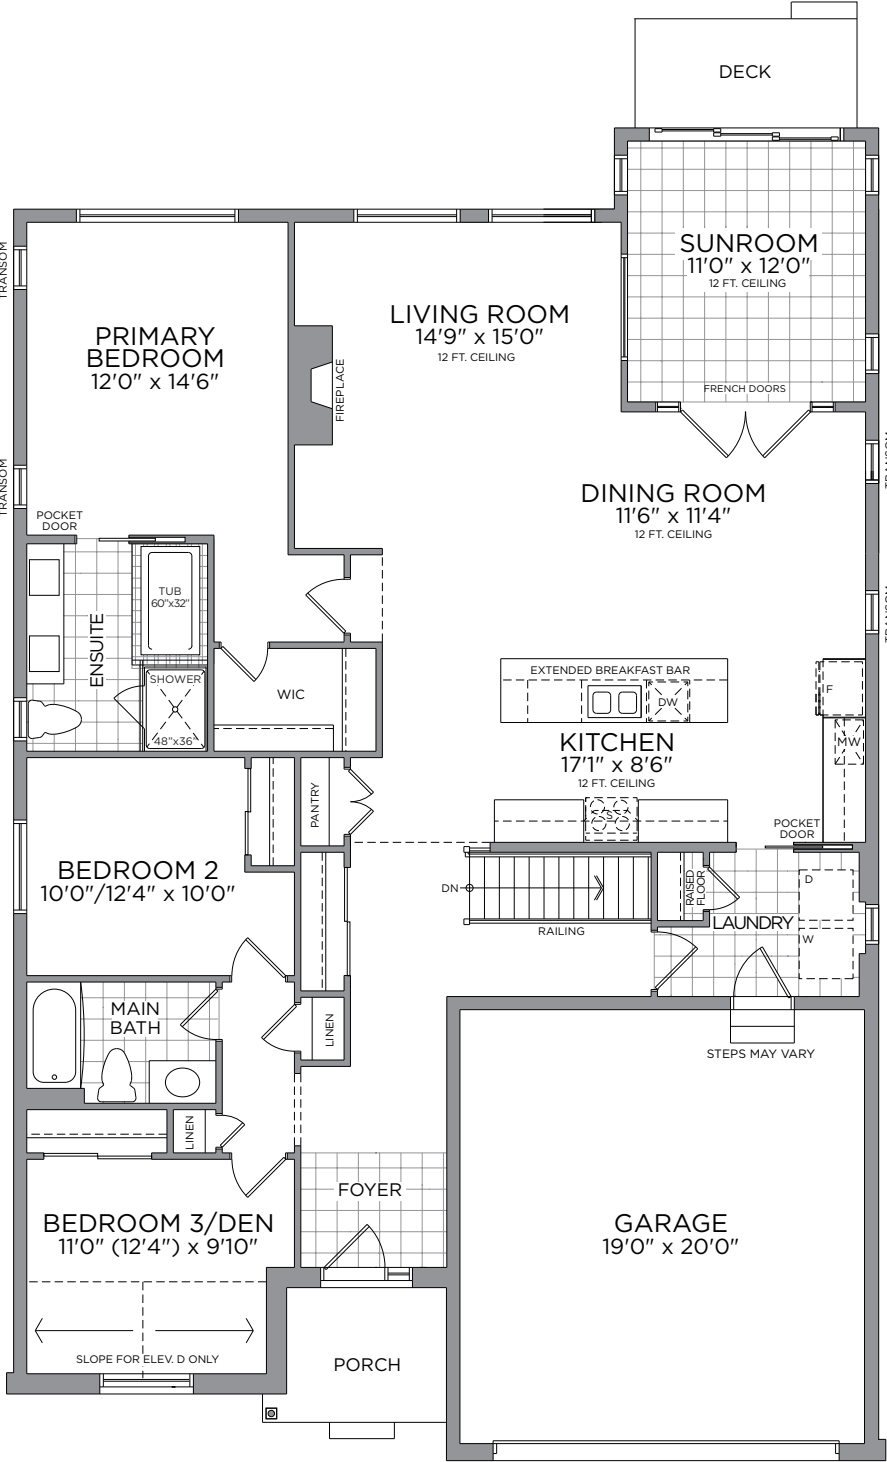 DECK
SUNROOM
11'0" x 12'0"
12 FT. CEILING
FRENCH DOORS
TRANSOM
LIVING ROOM
14'9" x 15'0"
12 FT. CEILING
PRIMARY
BEDROOM
12'0" x 14'6"
FIREPLACE
TRANSOM
TRANSOM
DINING ROOM
11'6" x 11'4"
12 FT. CEILING
POCKET
DOOR
TUB
60"x32"
TRANSOM
ENSUITE
SHOWER
48"x36"
WIC
EXTENDED BREAKFAST BAR
DW
F
MW
KITCHEN
17'1" x 8'6"
12 FT. CEILING
S
PANTRY
POCKET
DOOR
BEDROOM 2
10'0"/12'4" x 10'0"
DN
RAILING
RAISED
FLOOR
D
LAUNDRY
W
MAIN
BATH
LINEN
STEPS MAY VARY
LINEN
FOYER
BEDROOM 3/DEN
11'0" (12'4") x 9'10"
GARAGE
19'0" x 20'0"
SLOPE FOR ELEV. D ONLY
PORCH